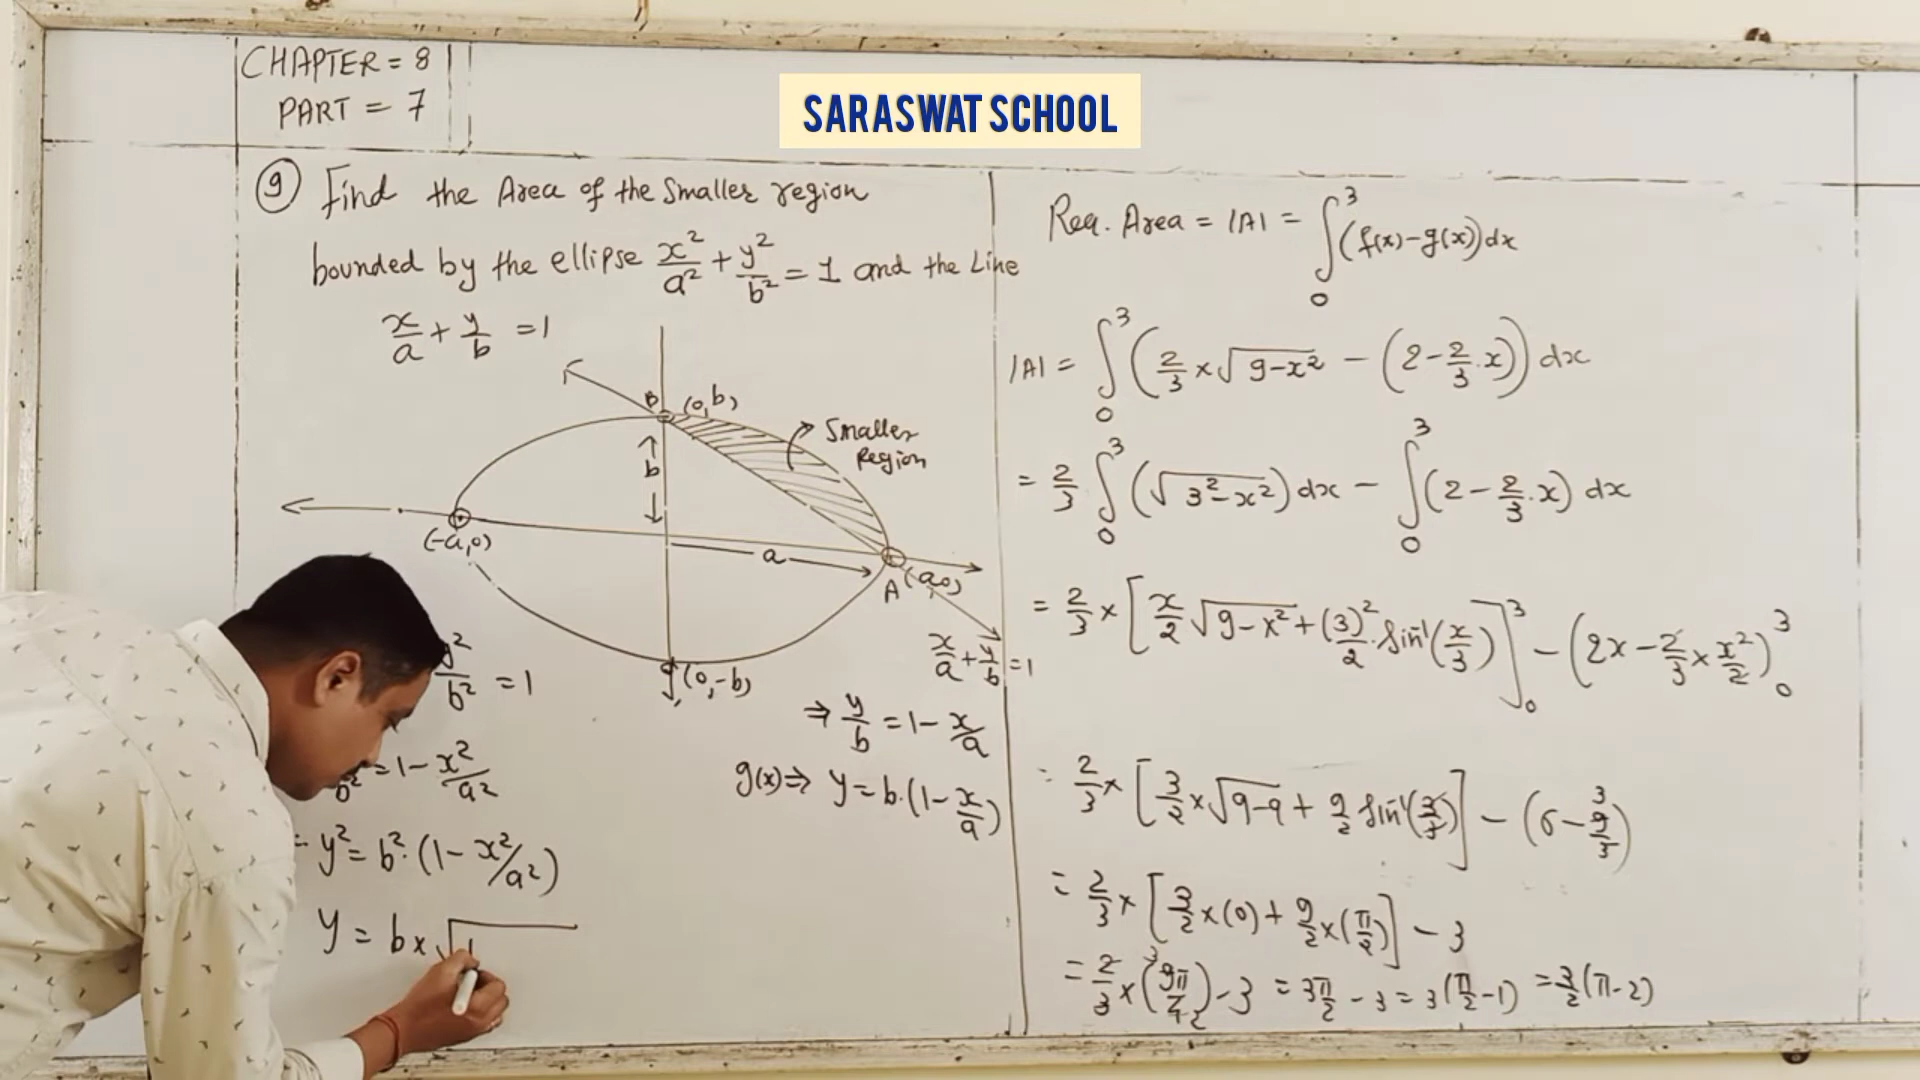 CHAPTER = 8
PART = 7
SARASWAT SCHOOL
⑨ Find the Area of the Smaller region
bounded by the ellipse x²/a² + y²/b² = 1 and the Line
x/a + y/b = 1
B (0,b)
Smaller
Region
b
(-a,0)
a
A (a,0)
(0,-b)
x/a + y/b = 1
⇒ y/b = 1 - x/a
g(x) ⇒ y = b.(1 - x/a)
y²/b² = 1
b² = 1 - x²/a²
= y² = b².(1 - x²/a²)
y = b × √1
Req. Area = |A| = ∫₀³ (f(x) - g(x)) dx
|A| = ∫₀³ (2/3 × √9-x² - (2 - 2/3 . x)) dx
= 2/3 ∫₀³ (√3²-x²) dx - ∫₀³ (2 - 2/3 . x) dx
= 2/3 × [x/2 √9-x² + (3)²/2 . Sin⁻¹(x/3)]₀³ - (2x - 2/3 × x²/2)₀³
= 2/3 × [3/2 × √9-9 + 9/2 Sin⁻¹(3/3)] - (6 - 9/3) 3
= 2/3 × [3/2 × (0) + 9/2 × (π/2)] - 3
= 2/3 × (9π/4) - 3 = 3π/2 - 3 = 3(π/2 - 1) = 3/2 (π-2)